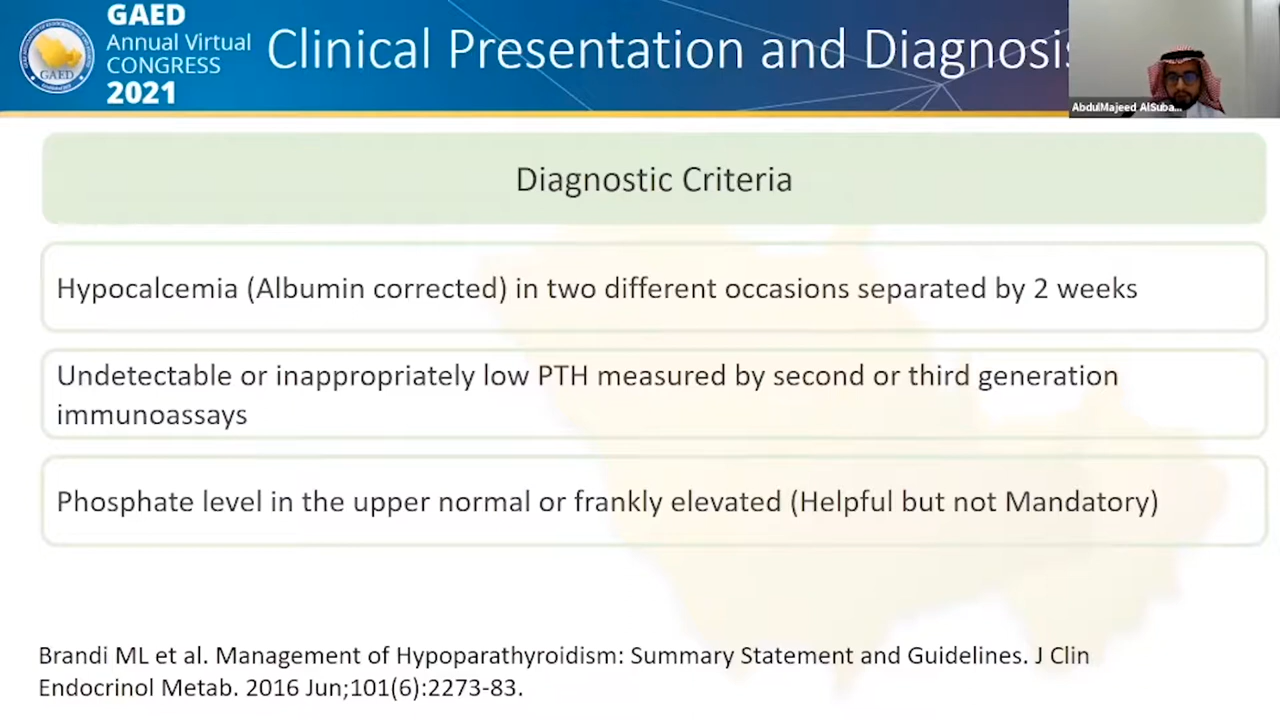 GAED
Annual Virtual
CONGRESS
2021
GAED
Clinical Presentation and Diagnosis
AbdulMajeed AlSuba...
Diagnostic Criteria
Hypocalcemia (Albumin corrected) in two different occasions separated by 2 weeks
Undetectable or inappropriately low PTH measured by second or third generation
immunoassays
Phosphate level in the upper normal or frankly elevated (Helpful but not Mandatory)
Brandi ML et al. Management of Hypoparathyroidism: Summary Statement and Guidelines. J Clin
Endocrinol Metab. 2016 Jun;101(6):2273-83.